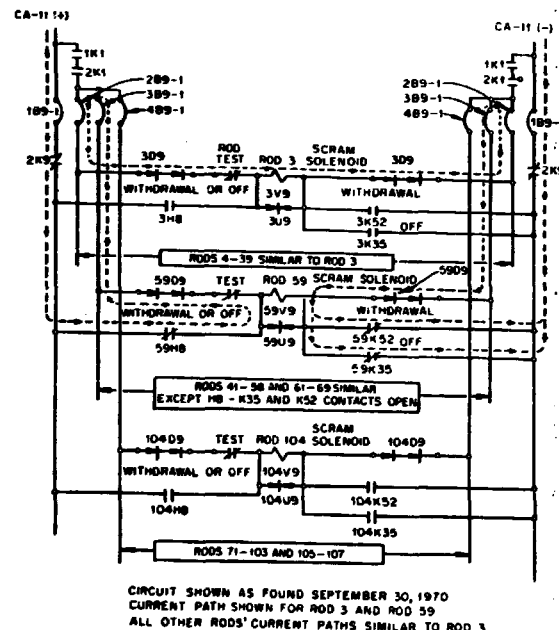 CA-11 (+)
CA-11 (-)
1K1
2K1
1K1
2K1
2B9-1
3B9-1
4B9-1
2B9-1
3B9-1
4B9-1
1B9-1
1B9-1
2K9
2K9
3D9
ROD TEST
ROD 3
SCRAM SOLENOID
3D9
WITHDRAWAL OR OFF
3V9
WITHDRAWAL
3H8
3U9
3K52
3K35
OFF
RODS 4-39 SIMILAR TO ROD 3
59D9
TEST
ROD 59
SCRAM SOLENOID
59D9
WITHDRAWAL OR OFF
59V9
WITHDRAWAL
59H8
59U9
59K52
59K35
RODS 41-58 AND 61-69 SIMILAR
EXCEPT H8 - K35 AND K52 CONTACTS OPEN
104D9
TEST
ROD 104
SCRAM SOLENOID
104D9
WITHDRAWAL OR OFF
104V9
104H8
104U9
104K52
104K35
RODS 71-103 AND 105-107
CIRCUIT SHOWN AS FOUND SEPTEMBER 30, 1970
CURRENT PATH SHOWN FOR ROD 3 AND ROD 59
ALL OTHER RODS' CURRENT PATHS SIMILAR TO ROD 3